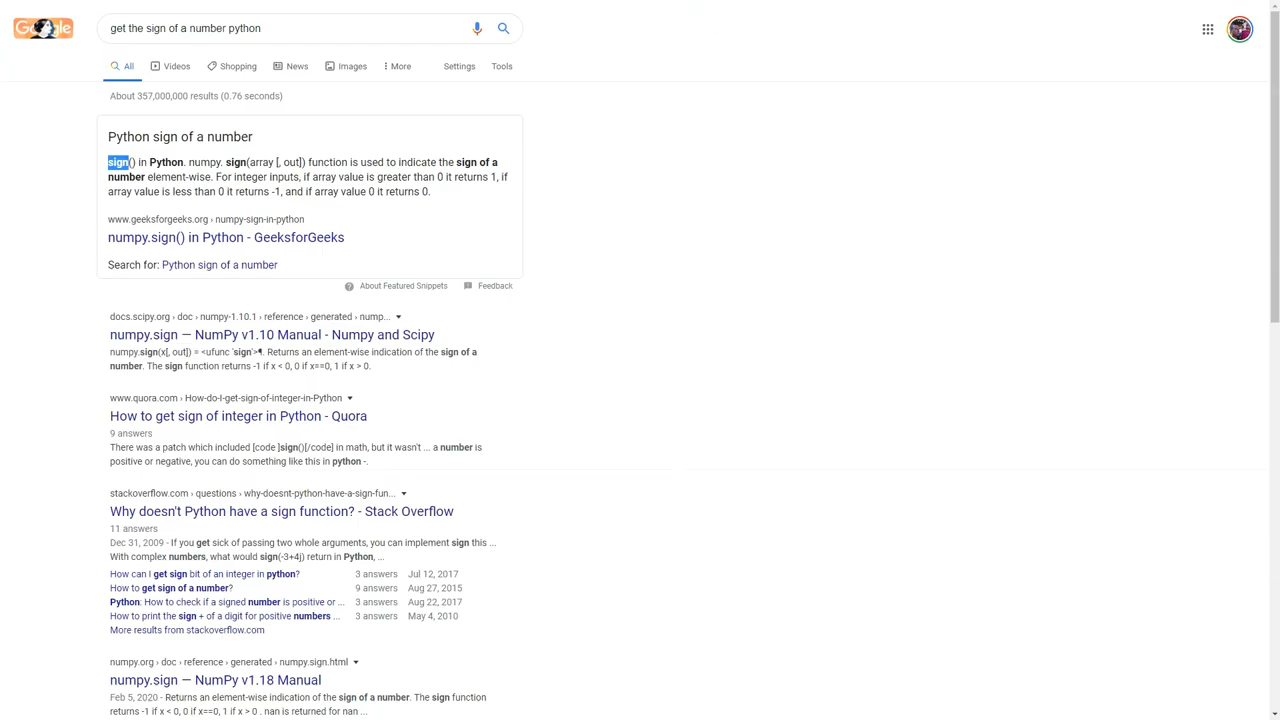 Google
get the sign of a number python
All
Videos
Shopping
News
Images
More
Settings
Tools
About 357,000,000 results (0.76 seconds)
Python sign of a number
sign() in Python. numpy. sign(array [, out]) function is used to indicate the sign of a
number element-wise. For integer inputs, if array value is greater than 0 it returns 1, if
array value is less than 0 it returns -1, and if array value 0 it returns 0.
www.geeksforgeeks.org › numpy-sign-in-python
numpy.sign() in Python - GeeksforGeeks
Search for: Python sign of a number
About Featured Snippets
Feedback
docs.scipy.org › doc › numpy-1.10.1 › reference › generated › nump...
numpy.sign — NumPy v1.10 Manual - Numpy and Scipy
numpy.sign(x[, out]) = <ufunc 'sign'>¶. Returns an element-wise indication of the sign of a
number. The sign function returns -1 if x < 0, 0 if x==0, 1 if x > 0.
www.quora.com › How-do-I-get-sign-of-integer-in-Python
How to get sign of integer in Python - Quora
9 answers
There was a patch which included [code ]sign()[/code] in math, but it wasn't ... a number is
positive or negative, you can do something like this in python -.
stackoverflow.com › questions › why-doesnt-python-have-a-sign-fun...
Why doesn't Python have a sign function? - Stack Overflow
11 answers
Dec 31, 2009 - If you get sick of passing two whole arguments, you can implement sign this ...
With complex numbers, what would sign(-3+4j) return in Python, ...
How can I get sign bit of an integer in python? 3 answers Jul 12, 2017
How to get sign of a number? 9 answers Aug 27, 2015
Python: How to check if a signed number is positive or ... 3 answers Aug 22, 2017
How to print the sign + of a digit for positive numbers ... 3 answers May 4, 2010
More results from stackoverflow.com
numpy.org › doc › reference › generated › numpy.sign.html
numpy.sign — NumPy v1.18 Manual
Feb 5, 2020 - Returns an element-wise indication of the sign of a number. The sign function
returns -1 if x < 0, 0 if x==0, 1 if x > 0 . nan is returned for nan ...